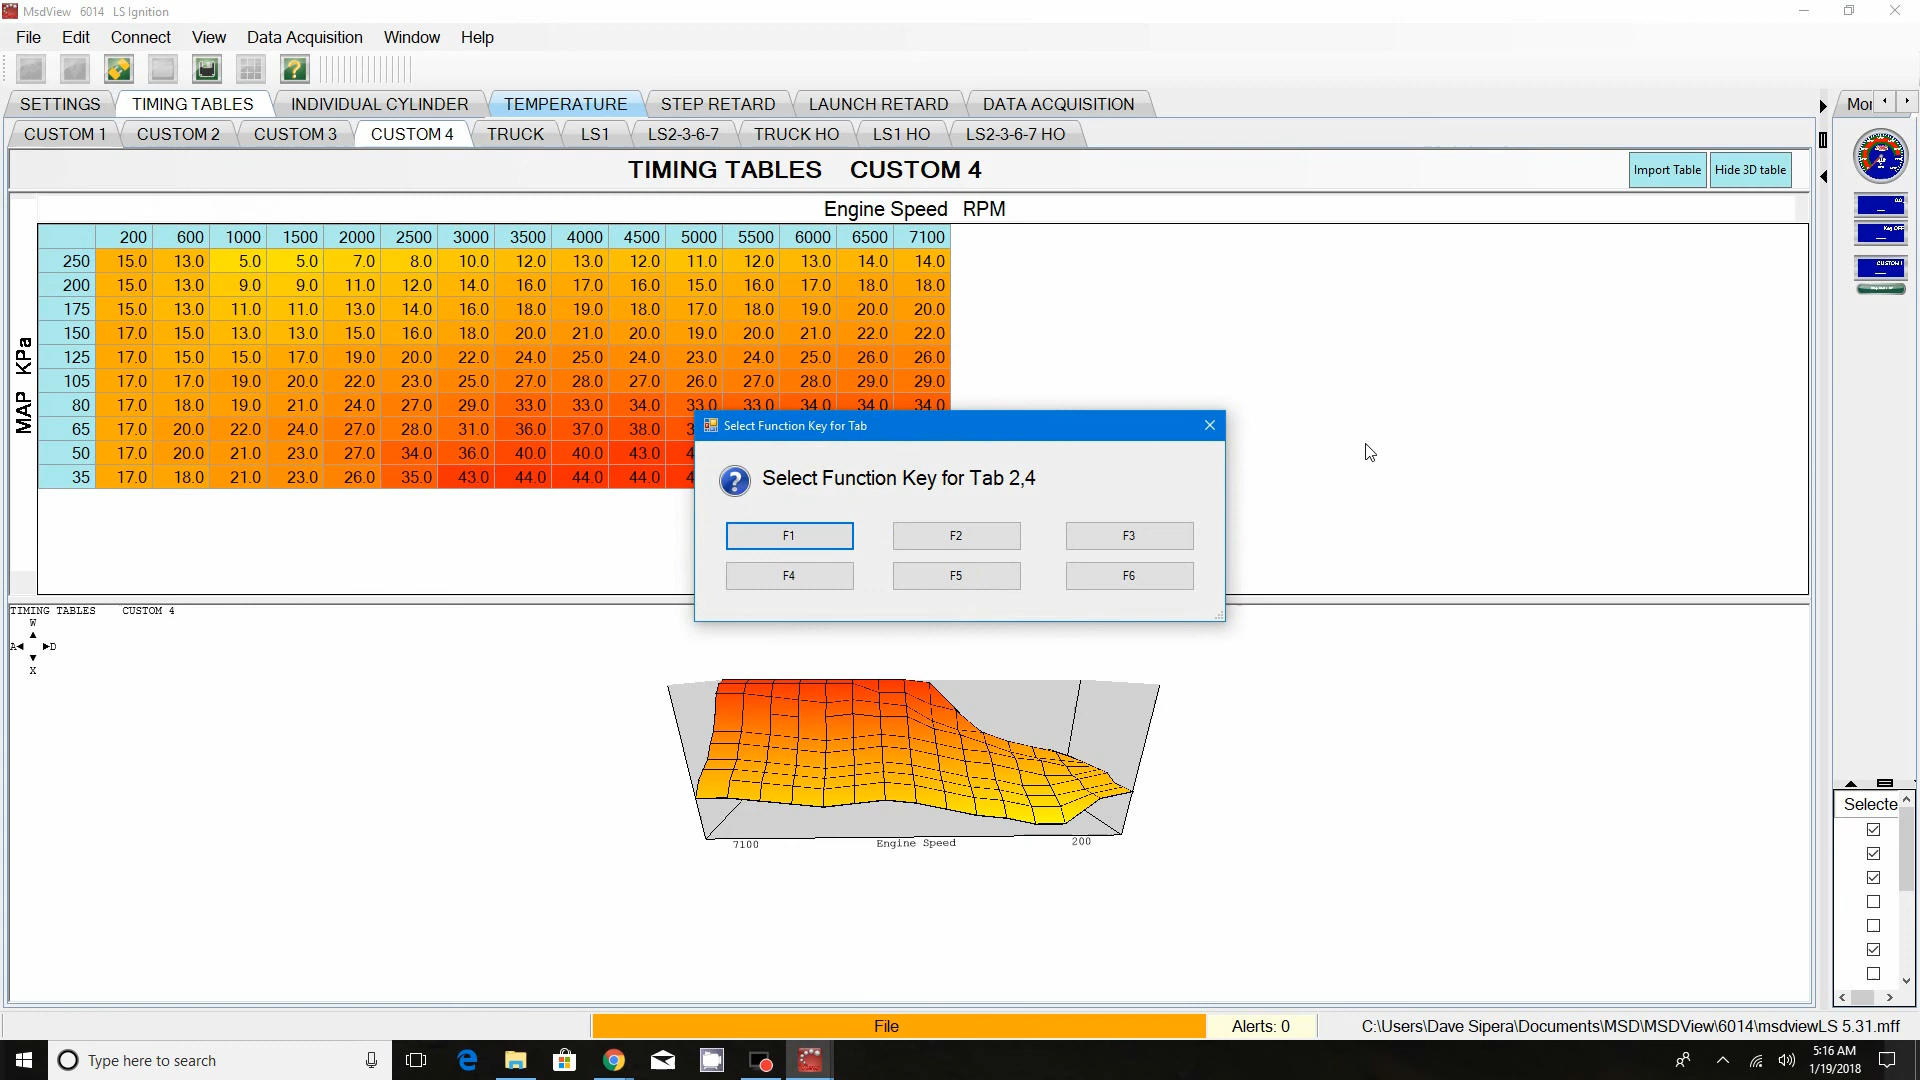 MsdView   6014   LS Ignition
File Edit Connect View Data Acquisition Window Help
SETTINGS TIMING TABLES INDIVIDUAL CYLINDER TEMPERATURE STEP RETARD LAUNCH RETARD DATA ACQUISITION
CUSTOM 1 CUSTOM 2 CUSTOM 3 CUSTOM 4 TRUCK LS1 LS2-3-6-7 TRUCK HO LS1 HO LS2-3-6-7 HO
TIMING TABLES CUSTOM 4
Import Table Hide 3D table
Engine Speed RPM
MAP KPa
200 600 1000 1500 2000 2500 3000 3500 4000 4500 5000 5500 6000 6500 7100
250 15.0 13.0 5.0 5.0 7.0 8.0 10.0 12.0 13.0 12.0 11.0 12.0 13.0 14.0 14.0
200 15.0 13.0 9.0 9.0 11.0 12.0 14.0 16.0 17.0 16.0 15.0 16.0 17.0 18.0 18.0
175 15.0 13.0 11.0 11.0 13.0 14.0 16.0 18.0 19.0 18.0 17.0 18.0 19.0 20.0 20.0
150 17.0 15.0 13.0 13.0 15.0 16.0 18.0 20.0 21.0 20.0 19.0 20.0 21.0 22.0 22.0
125 17.0 15.0 15.0 17.0 19.0 20.0 22.0 24.0 25.0 24.0 23.0 24.0 25.0 26.0 26.0
105 17.0 17.0 19.0 20.0 22.0 23.0 25.0 27.0 28.0 27.0 26.0 27.0 28.0 29.0 29.0
80 17.0 18.0 19.0 21.0 24.0 27.0 29.0 33.0 33.0 34.0 33.0 33.0 34.0 34.0 34.0
65 17.0 20.0 22.0 24.0 27.0 28.0 31.0 36.0 37.0 38.0
50 17.0 20.0 21.0 23.0 27.0 34.0 36.0 40.0 40.0 43.0
35 17.0 18.0 21.0 23.0 26.0 35.0 43.0 44.0 44.0 44.0
Select Function Key for Tab
Select Function Key for Tab 2,4
F1 F2 F3
F4 F5 F6
Key OFF
CUSTOM 1
TIMING TABLES CUSTOM 4
W
A D
X
7100 Engine Speed 200
Selecte
File
Alerts: 0
C:\Users\Dave Sipera\Documents\MSD\MSDView\6014\msdviewLS 5.31.mff
Type here to search
5:16 AM
1/19/2018